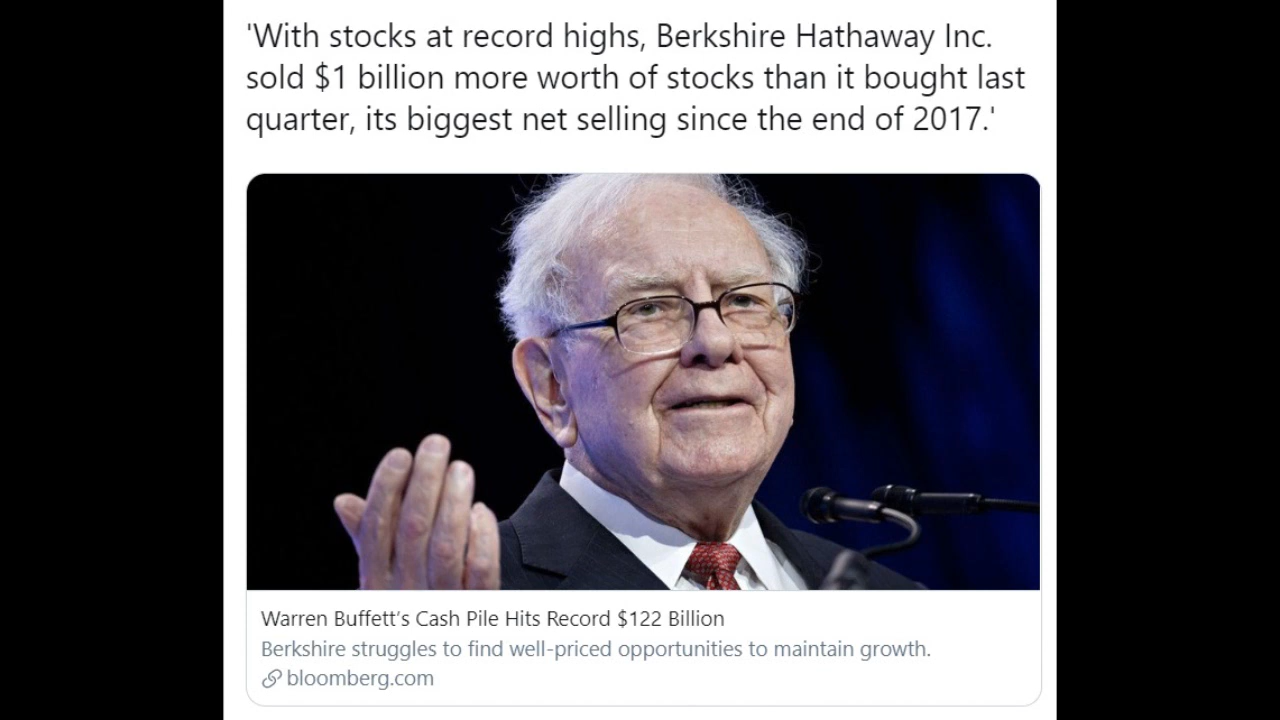 'With stocks at record highs, Berkshire Hathaway Inc.
sold $1 billion more worth of stocks than it bought last
quarter, its biggest net selling since the end of 2017.'
Warren Buffett’s Cash Pile Hits Record $122 Billion
Berkshire struggles to find well-priced opportunities to maintain growth.
bloomberg.com